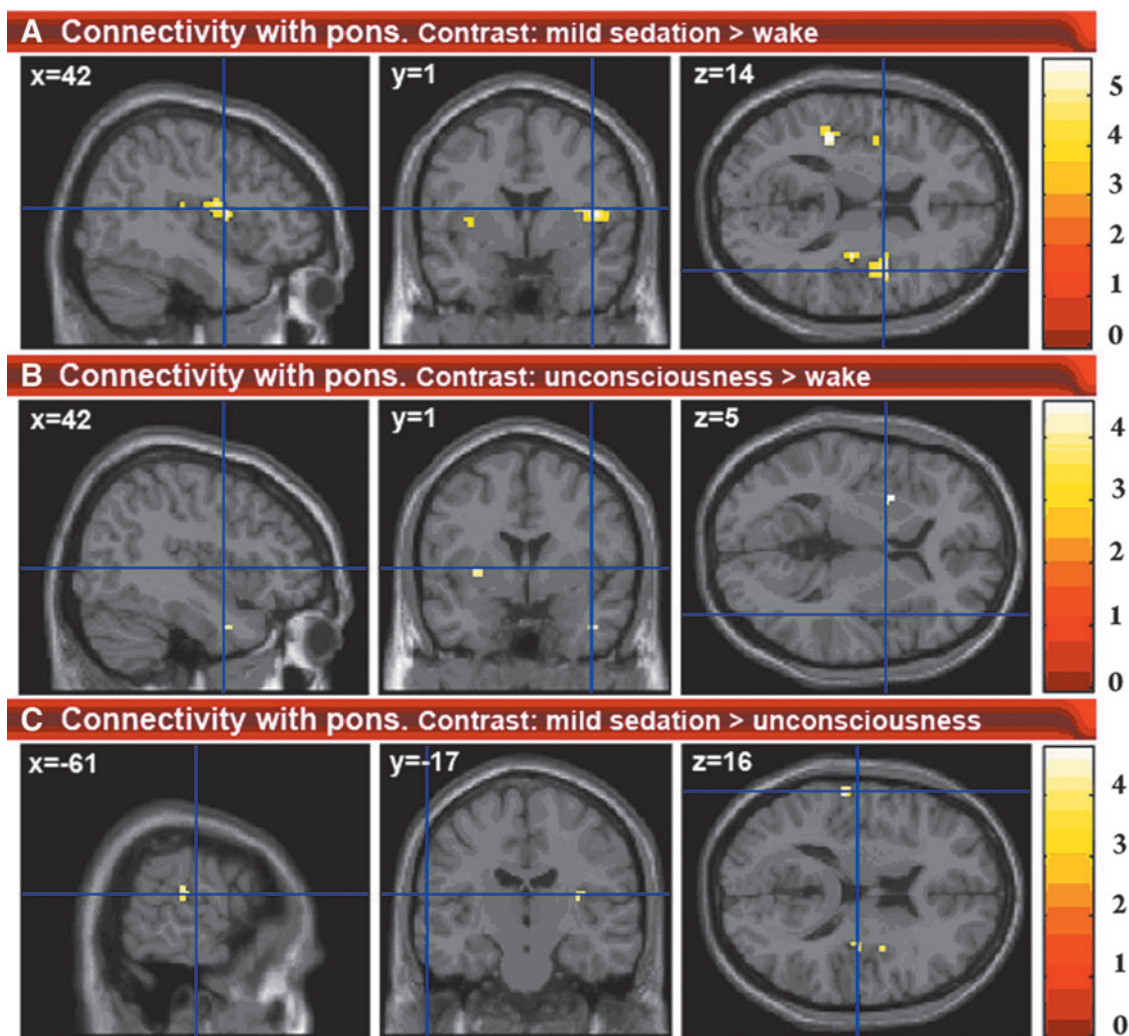 A Connectivity with pons. Contrast: mild sedation > wake
x=42 y=1 z=14
5
4
3
2
1
0
B Connectivity with pons. Contrast: unconsciousness > wake
x=42 y=1 z=5
4
3
2
1
0
C Connectivity with pons. Contrast: mild sedation > unconsciousness
x=-61 y=-17 z=16
4
3
2
1
0